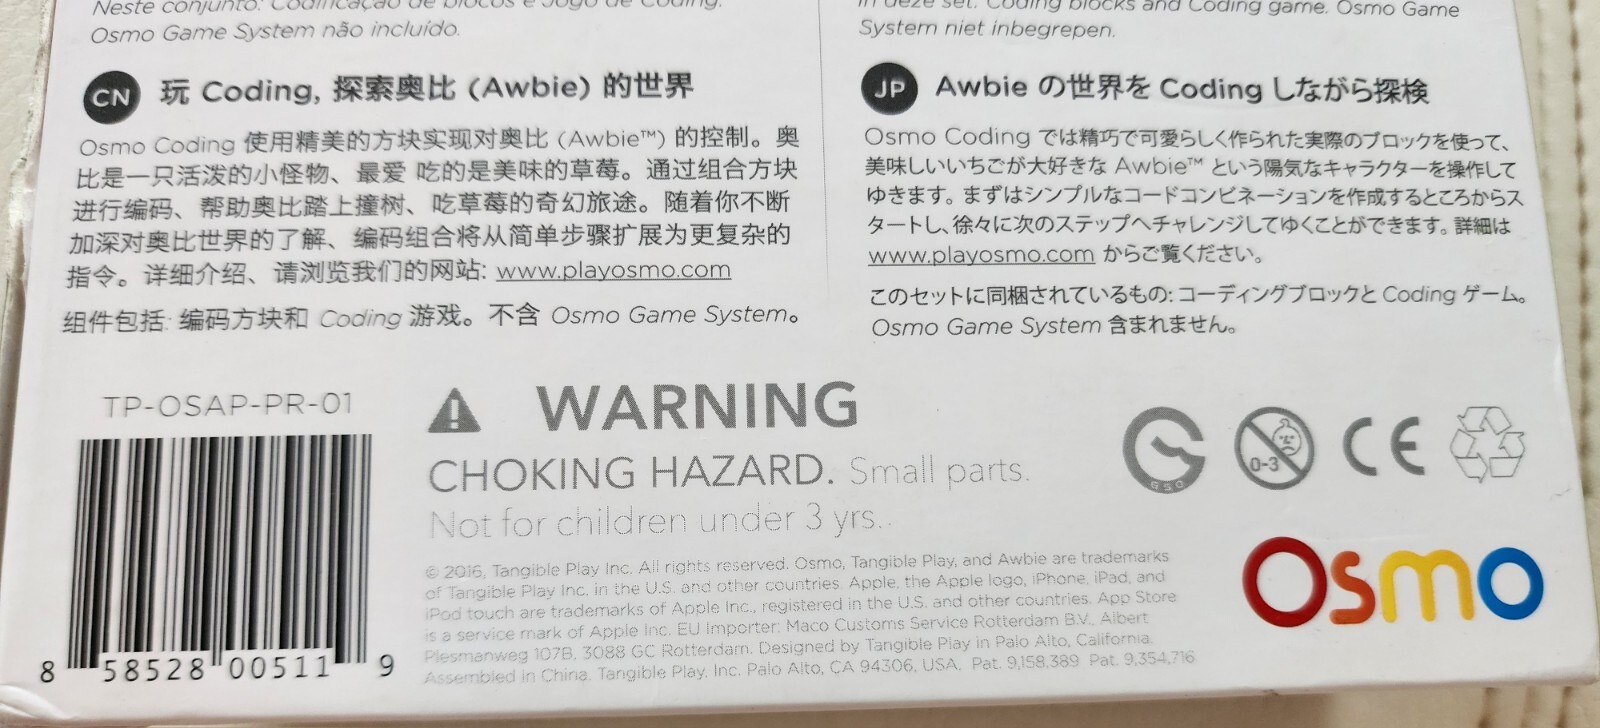 Neste conjunto: Codificação de blocos e Jogo de Coding.
Osmo Game System não incluído.
CN 玩 Coding, 探索奥比 (Awbie) 的世界
Osmo Coding 使用精美的方块实现对奥比 (Awbie™) 的控制。奥
比是一只活泼的小怪物、最爱 吃的是美味的草莓。通过组合方块
进行编码、帮助奥比踏上撞树、吃草莓的奇幻旅途。随着你不断
加深对奥比世界的了解、编码组合将从简单步骤扩展为更复杂的
指令。详细介绍、请浏览我们的网站: www.playosmo.com
组件包括: 编码方块和 Coding 游戏。不含 Osmo Game System。
in deze set: Coding blocks and Coding game. Osmo Game
System niet inbegrepen.
JP Awbie の世界を Coding しながら探検
Osmo Coding では精巧で可愛らしく作られた実際のブロックを使って、
美味しいいちごが大好きな Awbie™ という陽気なキャラクターを操作して
ゆきます。まずはシンプルなコードコンビネーションを作成するところからス
タートし、徐々に次のステップへチャレンジしてゆくことができます。詳細は
www.playosmo.com からご覧ください。
このセットに同梱されているもの: コーディングブロックと Coding ゲーム。
Osmo Game System 含まれません。
TP-OSAP-PR-01
8 58528 00511 9
WARNING
CHOKING HAZARD. Small parts.
Not for children under 3 yrs..
© 2016, Tangible Play Inc. All rights reserved. Osmo, Tangible Play, and Awbie are trademarks
of Tangible Play Inc. in the U.S. and other countries. Apple, the Apple logo, iPhone, iPad, and
iPod touch are trademarks of Apple Inc., registered in the U.S. and other countries. App Store
is a service mark of Apple Inc. EU Importer: Maco Customs Service Rotterdam B.V., Albert
Plesmanweg 107B, 3088 GC Rotterdam. Designed by Tangible Play in Palo Alto, California.
Assembled in China. Tangible Play, Inc. Palo Alto, CA 94306, USA. Pat. 9,158,389 Pat. 9,354,716
GSO
0-3
CE
Osmo